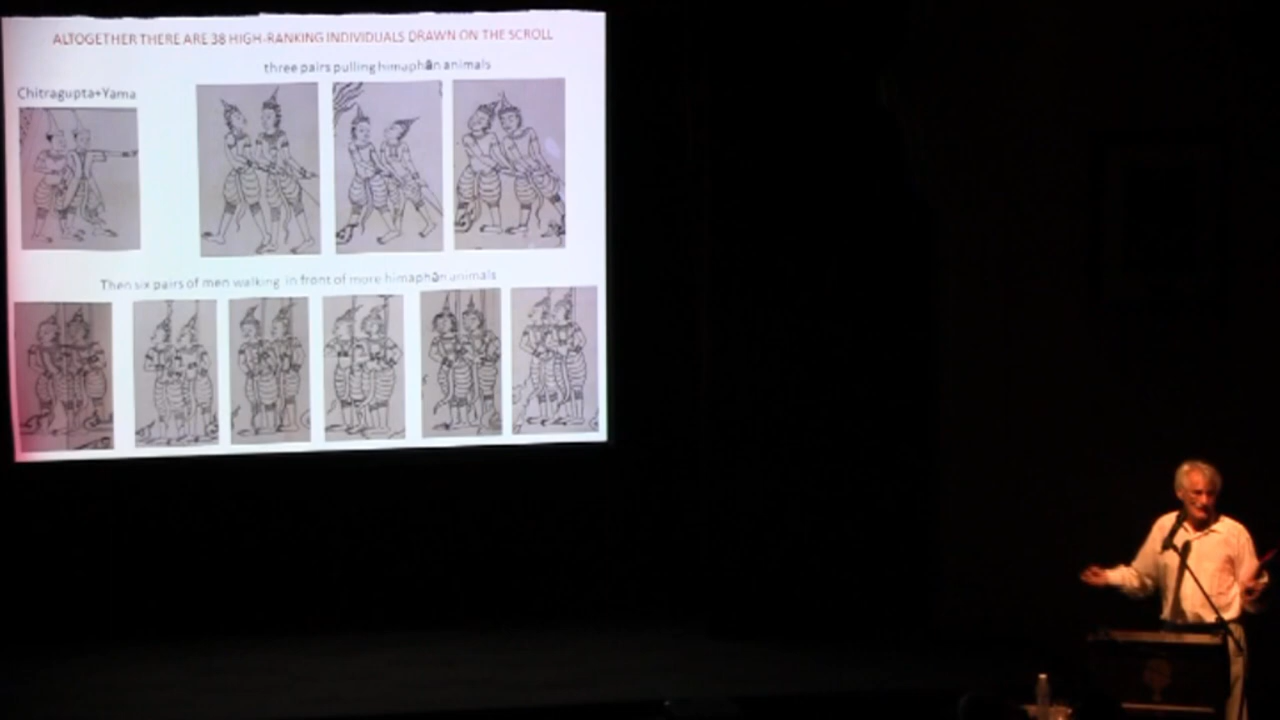 ALTOGETHER THERE ARE 38 HIGH-RANKING INDIVIDUALS DRAWN ON THE SCROLL
three pairs pulling himaphān animals
Chitragupta+Yama
Then six pairs of men walking in front of more himaphān animals